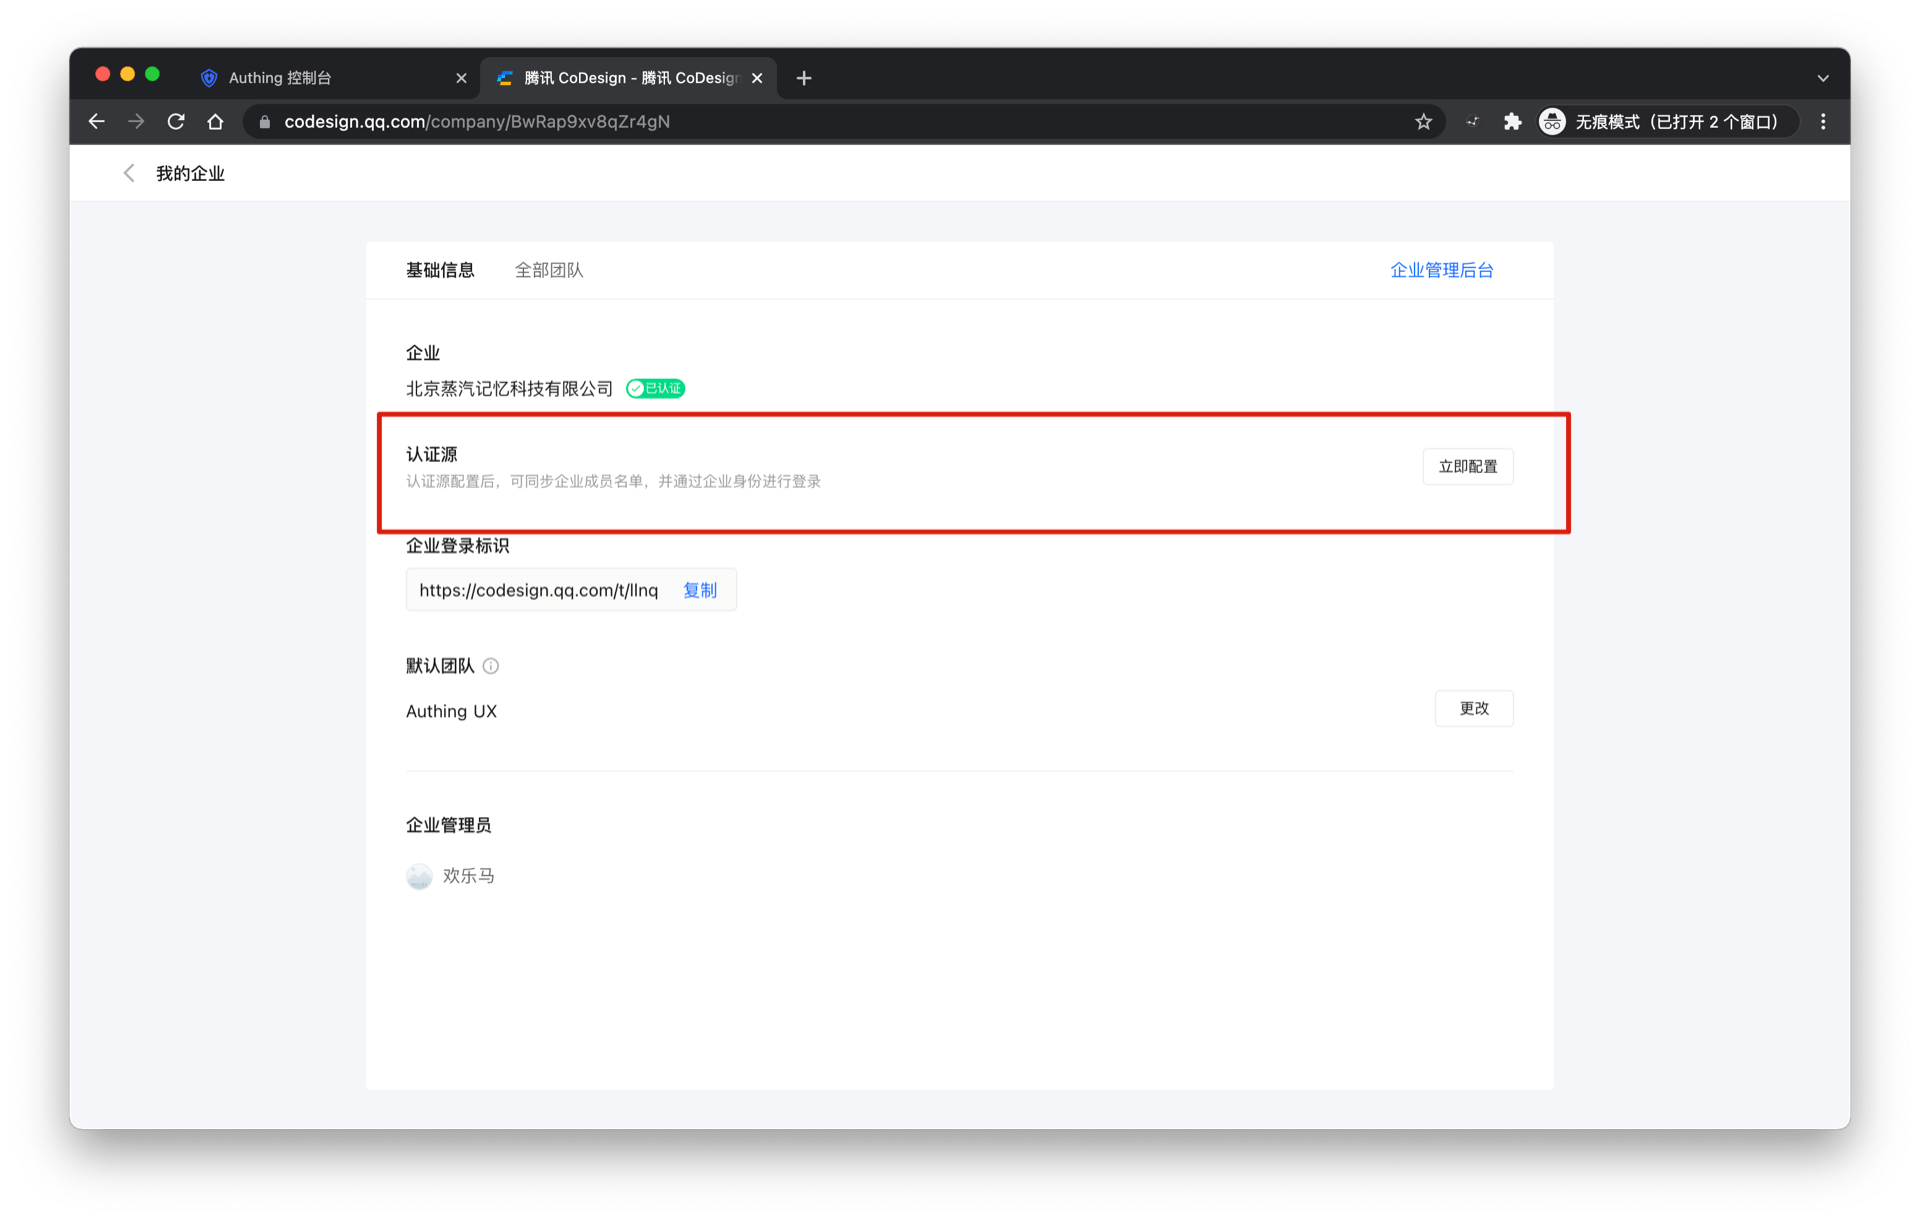 Authing 控制台
腾讯 CoDesign - 腾讯 CoDesign
codesign.qq.com/company/BwRap9xv8qZr4gN
无痕模式（已打开 2 个窗口）
我的企业
基础信息
全部团队
企业管理后台
企业
北京蒸汽记忆科技有限公司
已认证
认证源
认证源配置后，可同步企业成员名单，并通过企业身份进行登录
立即配置
企业登录标识
https://codesign.qq.com/t/llnq
复制
默认团队
Authing UX
更改
企业管理员
欢乐马